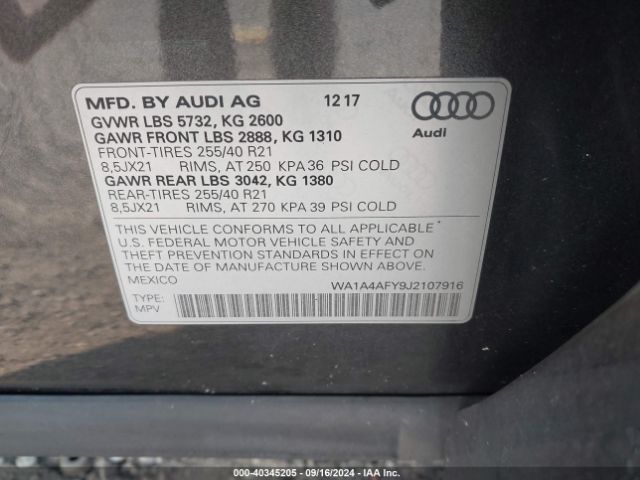 MFD. BY AUDI AG 12 17
GVWR LBS 5732, KG 2600
GAWR FRONT LBS 2888, KG 1310
FRONT-TIRES 255/40 R21
8,5JX21 RIMS, AT 250 KPA 36 PSI COLD
GAWR REAR LBS 3042, KG 1380
REAR-TIRES 255/40 R21
8,5JX21 RIMS, AT 270 KPA 39 PSI COLD
Audi
THIS VEHICLE CONFORMS TO ALL APPLICABLE
U.S. FEDERAL MOTOR VEHICLE SAFETY AND
THEFT PREVENTION STANDARDS IN EFFECT ON
THE DATE OF MANUFACTURE SHOWN ABOVE.
MEXICO
WA1A4AFY9J2107916
TYPE:
MPV
000-40345205 - 09/16/2024 - IAAI.COM